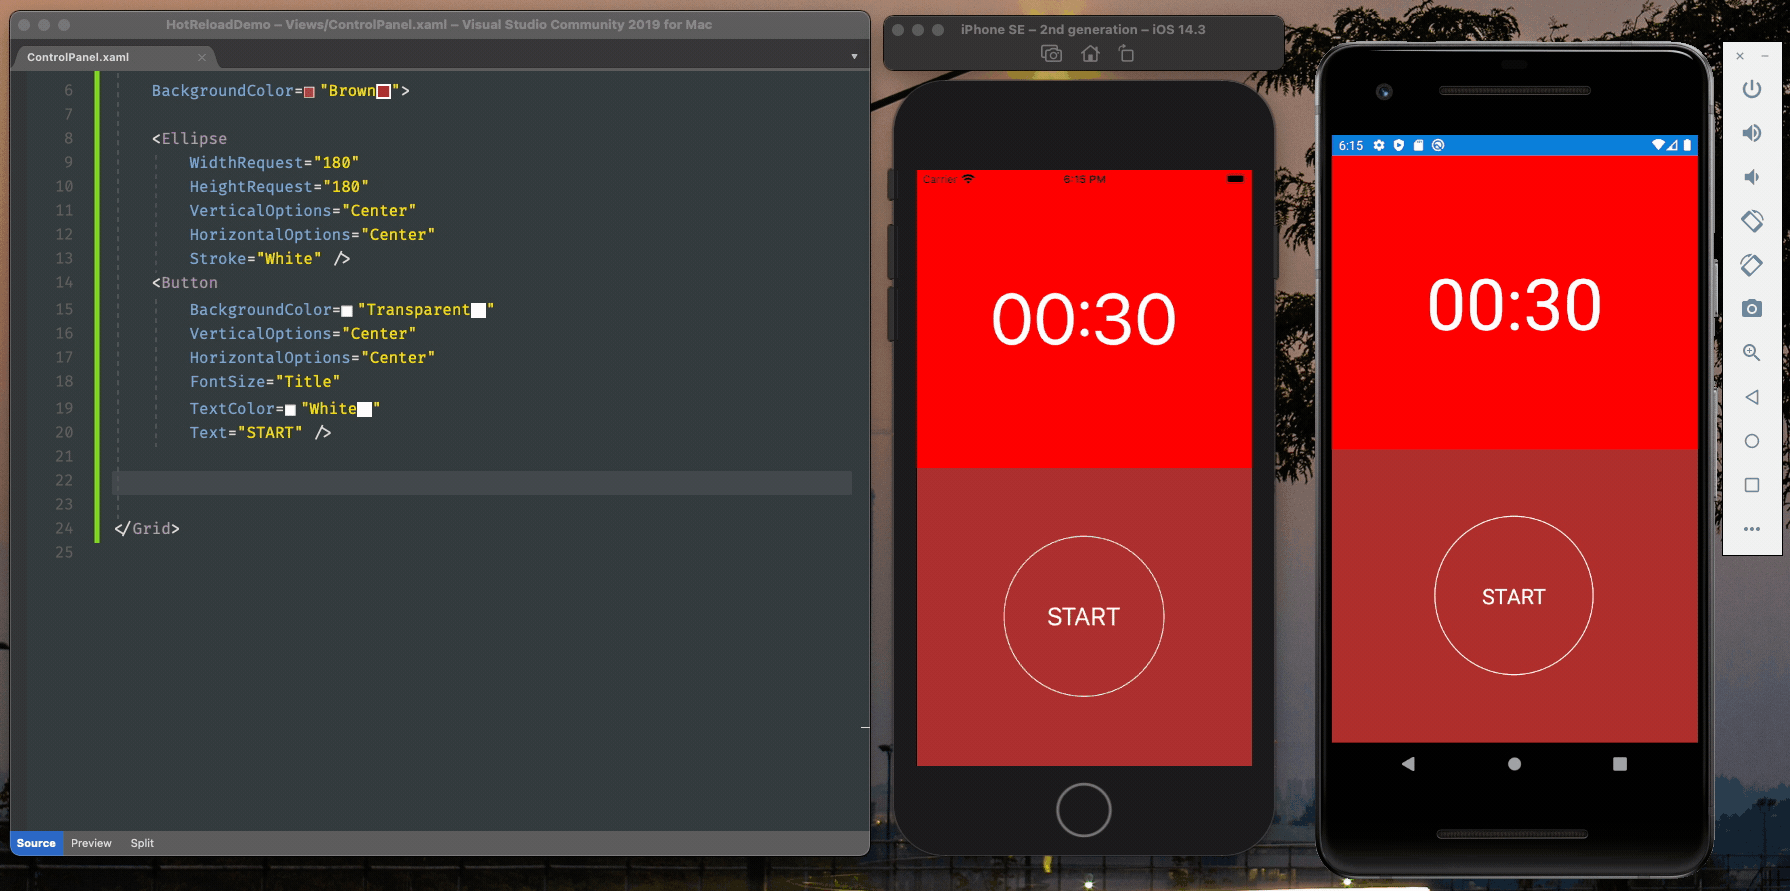 HotReloadDemo – Views/ControlPanel.xaml – Visual Studio Community 2019 for Mac
ControlPanel.xaml
6 BackgroundColor="Brown">
7
8 <Ellipse
9 WidthRequest="180"
10 HeightRequest="180"
11 VerticalOptions="Center"
12 HorizontalOptions="Center"
13 Stroke="White" />
14 <Button
15 BackgroundColor="Transparent"
16 VerticalOptions="Center"
17 HorizontalOptions="Center"
18 FontSize="Title"
19 TextColor="White"
20 Text="START" />
21
22
23
24 </Grid>
25
Source Preview Split
iPhone SE – 2nd generation – iOS 14.3
Carrier 6:15 PM
00:30
START
6:15
00:30
START